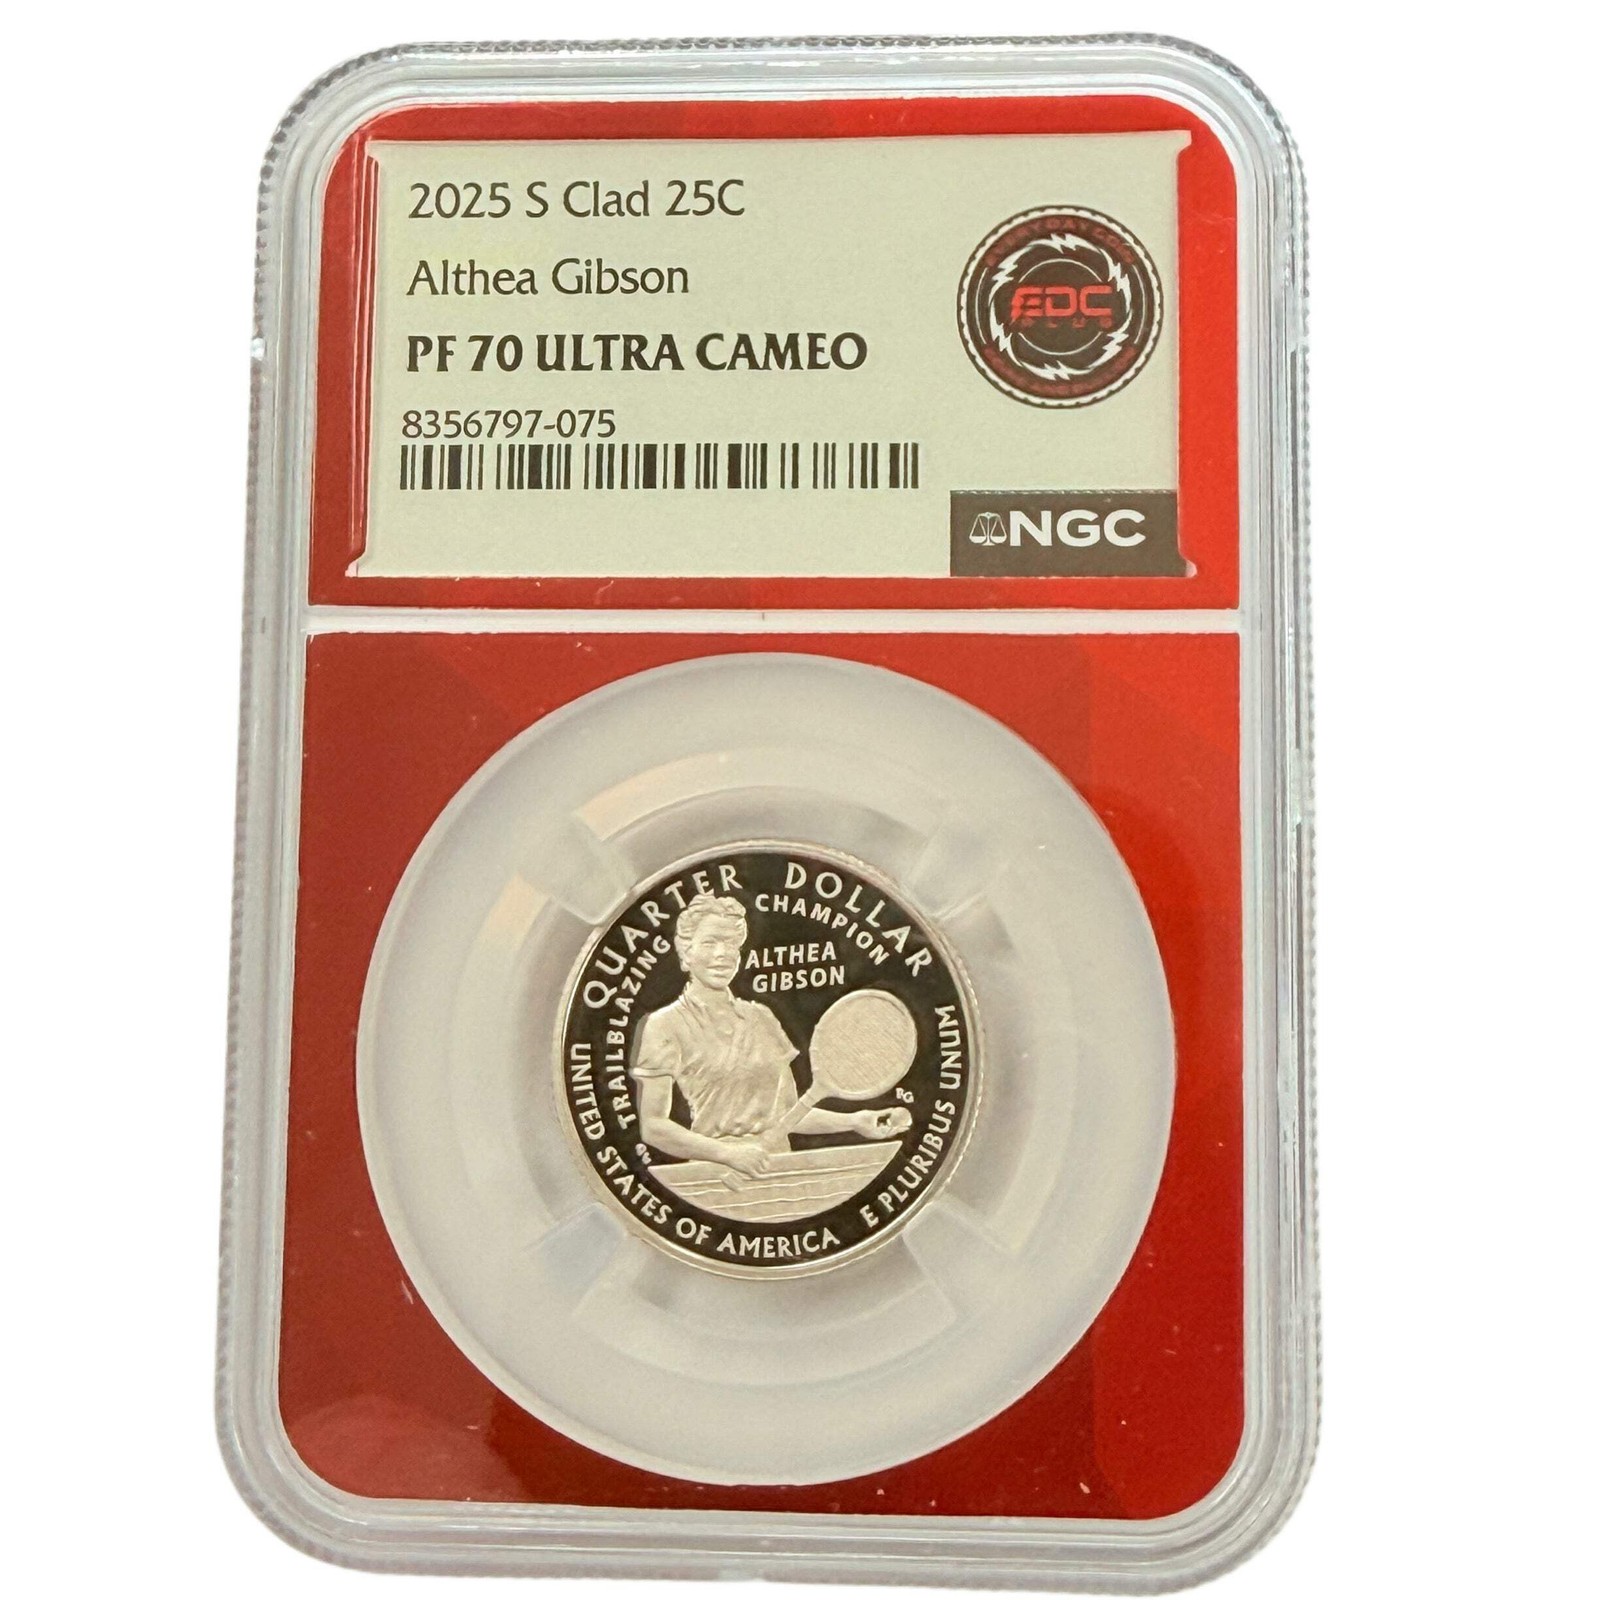 2025 S Clad 25C
Althea Gibson
PF 70 ULTRA CAMEO
8356797-075
EDC
PLUS
NGC
QUARTER DOLLAR
TRAILBLAZING CHAMPION
ALTHEA
GIBSON
UNITED STATES OF AMERICA
E PLURIBUS UNUM